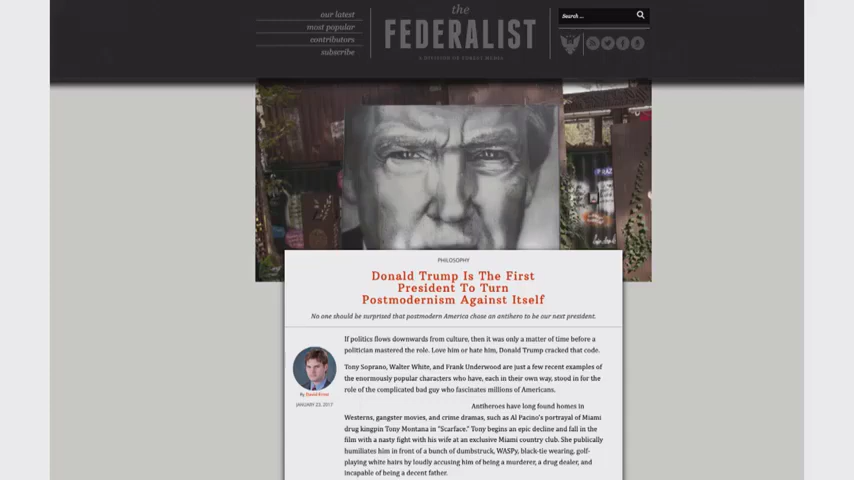 our latest
most popular
contributors
subscribe
the
FEDERALIST
A DIVISION OF FDRLST MEDIA
Search ...
PHILOSOPHY
Donald Trump Is The First
President To Turn
Postmodernism Against Itself
No one should be surprised that postmodern America chose an antihero to be our next president.
By David Ernst
JANUARY 23, 2017
If politics flows downwards from culture, then it was only a matter of time before a
politician mastered the role. Love him or hate him, Donald Trump cracked that code.
Tony Soprano, Walter White, and Frank Underwood are just a few recent examples of
the enormously popular characters who have, each in their own way, stood in for the
role of the complicated bad guy who fascinates millions of Americans.
Antiheroes have long found homes in
Westerns, gangster movies, and crime dramas, such as Al Pacino's portrayal of Miami
drug kingpin Tony Montana in "Scarface." Tony begins an epic decline and fall in the
film with a nasty fight with his wife at an exclusive Miami country club. She publically
humiliates him in front of a bunch of dumbstruck, WASPy, black-tie wearing, golf-
playing white hairs by loudly accusing him of being a murderer, a drug dealer, and
incapable of being a decent father.